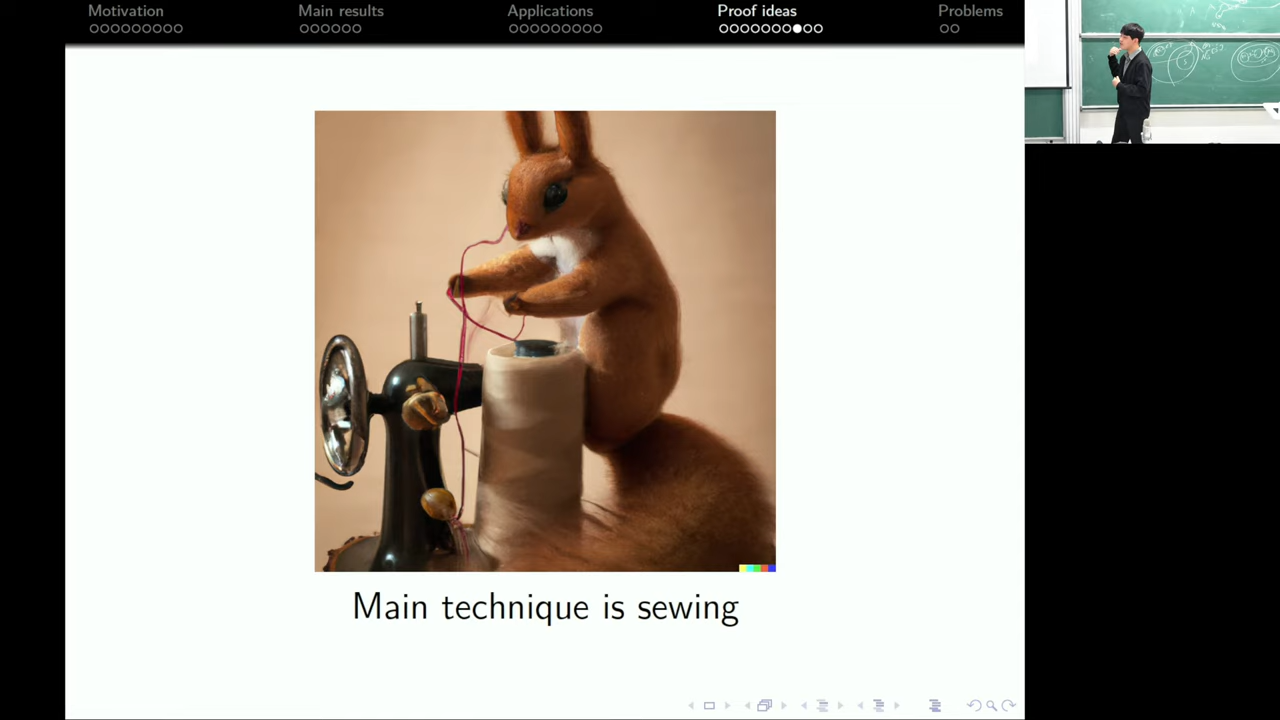 Motivation
Main results
Applications
Proof ideas
Problems
Main technique is sewing